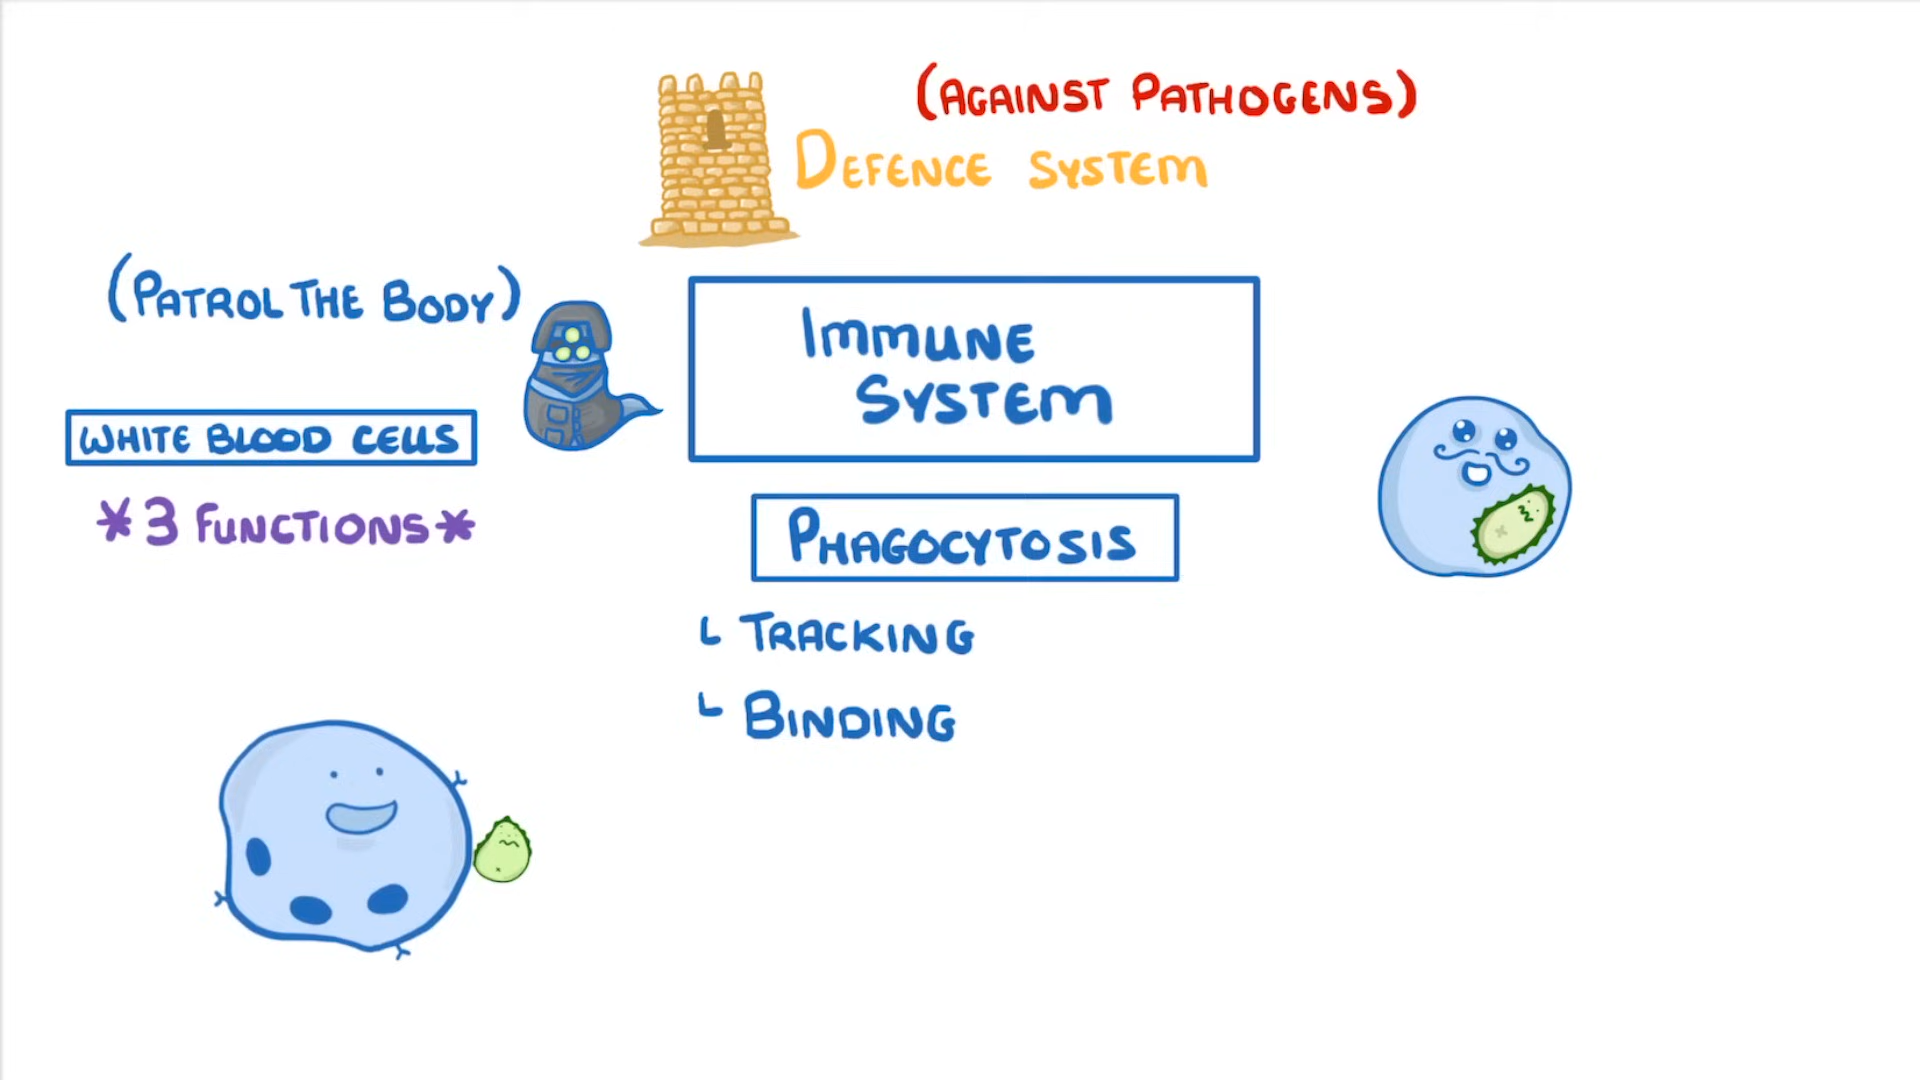 (AGAINST PATHOGENS)
DEFENCE SYSTEM
(PATROL THE BODY)
IMMUNE
SYSTEM
WHITE BLOOD CELLS
*3 FUNCTIONS*
PHAGOCYTOSIS
TRACKING
BINDING